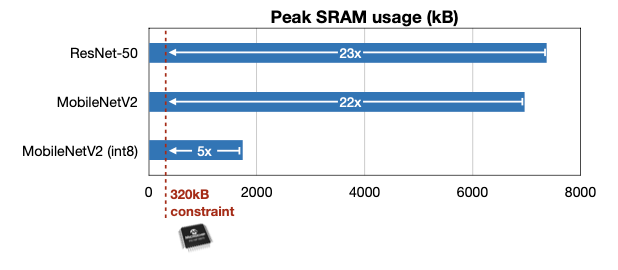 Peak SRAM usage (kB)
ResNet-50
23x
MobileNetV2
22x
MobileNetV2 (int8)
5x
0
2000
4000
6000
8000
320kB
constraint